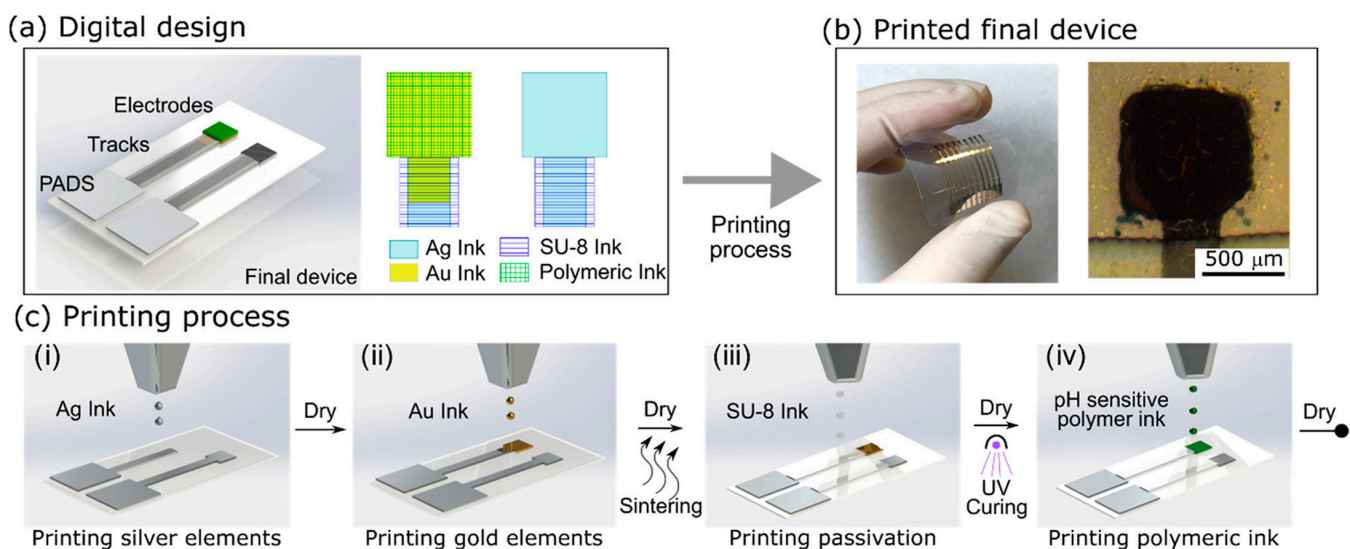 (a) Digital design
Electrodes
Tracks
PADS
Final device
Ag Ink
SU-8 Ink
Au Ink
Polymeric Ink
Printing
process
(b) Printed final device
500 μm
(c) Printing process
(i)
Ag Ink
Printing silver elements
Dry
(ii)
Au Ink
Printing gold elements
Dry
Sintering
(iii)
SU-8 Ink
Printing passivation
Dry
UV
Curing
(iv)
pH sensitive
polymer ink
Printing polymeric ink
Dry